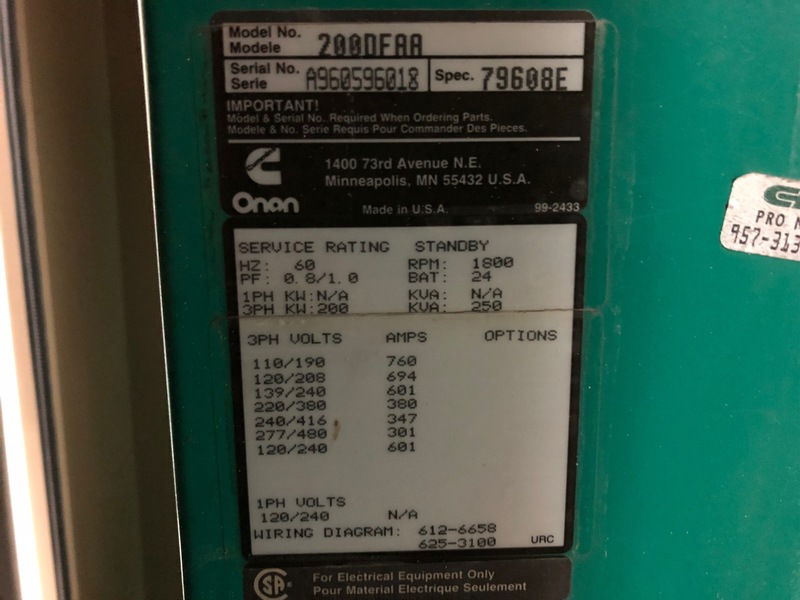 Model No. 200DFAA
Modele
Serial No. A960596018 Spec. 79608E
Serie
IMPORTANT!
Model & Serial No. Required When Ordering Parts.
Modele & No. Serie Requis Pour Commander Des Pieces.
1400 73rd Avenue N.E.
Minneapolis, MN 55432 U.S.A.
Onan Made in U.S.A. 99-2433
SERVICE RATING STANDBY
HZ: 60 RPM: 1800
PF: 0.8/1.0 BAT: 24
1PH KW:N/A KVA: N/A
3PH KW:200 KVA: 250
3PH VOLTS AMPS OPTIONS
110/190 760
120/208 694
139/240 601
220/380 380
240/416 347
277/480 301
120/240 601
1PH VOLTS
120/240 N/A
WIRING DIAGRAM: 612-6658
625-3100 URC
SA
For Electrical Equipment Only
Pour Material Electrique Seulement
PRO N
957-313